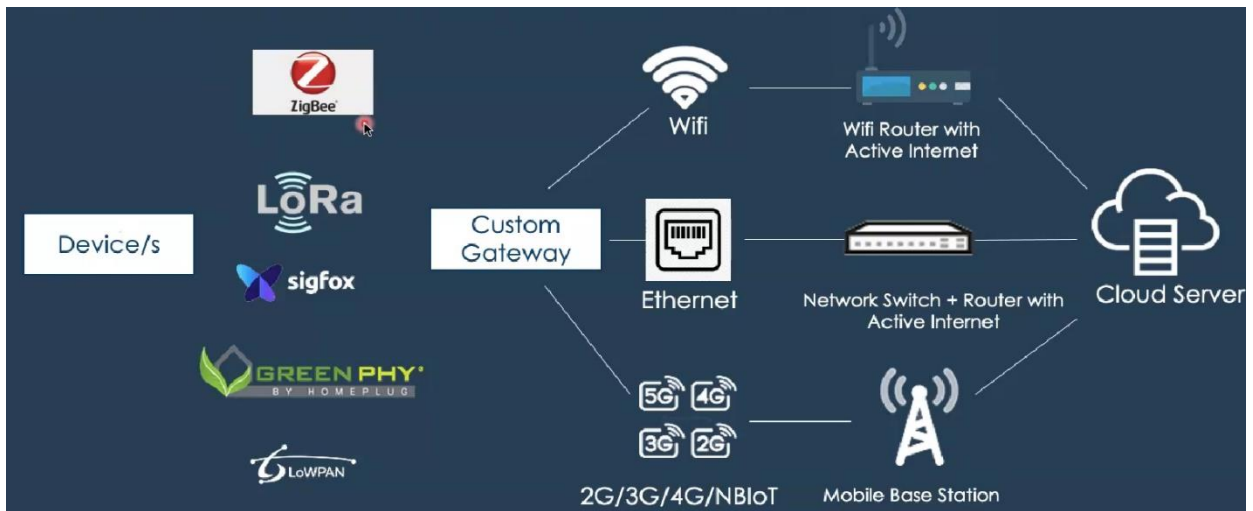 Z
ZigBee®
LoRa
Device/s
sigfox
GREEN PHY®
BY HOMEPLUG
6LoWPAN
Custom
Gateway
Wifi
Ethernet
5G 4G
3G 2G
2G/3G/4G/NBIoT
Wifi Router with
Active Internet
Network Switch + Router with
Active Internet
Mobile Base Station
Cloud Server